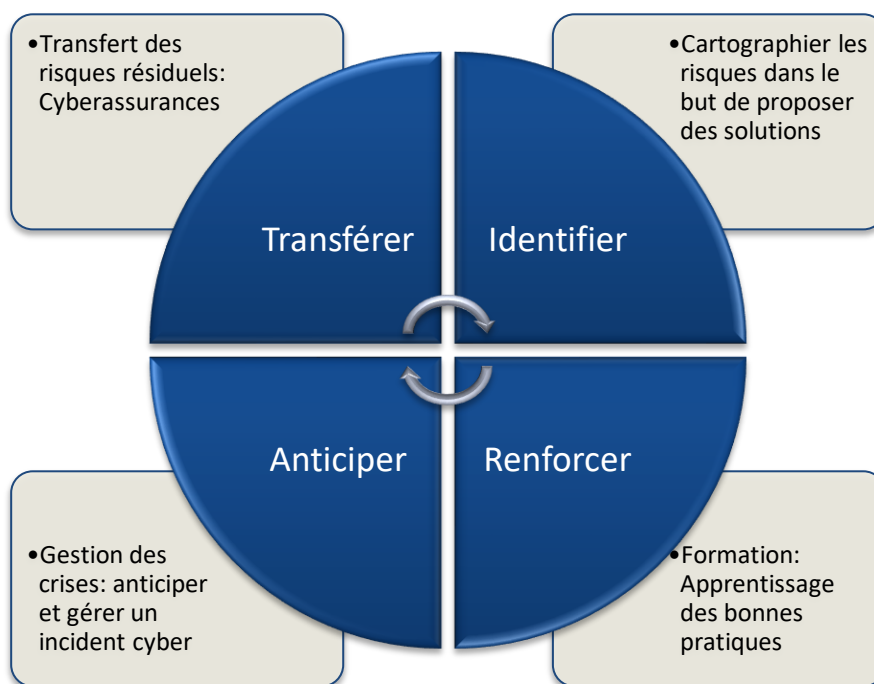 •Transfert des
risques résiduels:
Cyberassurances
•Cartographier les
risques dans le
but de proposer
des solutions
Transférer
Identifier
Anticiper
Renforcer
•Gestion des
crises: anticiper
et gérer un
incident cyber
•Formation:
Apprentissage
des bonnes
pratiques